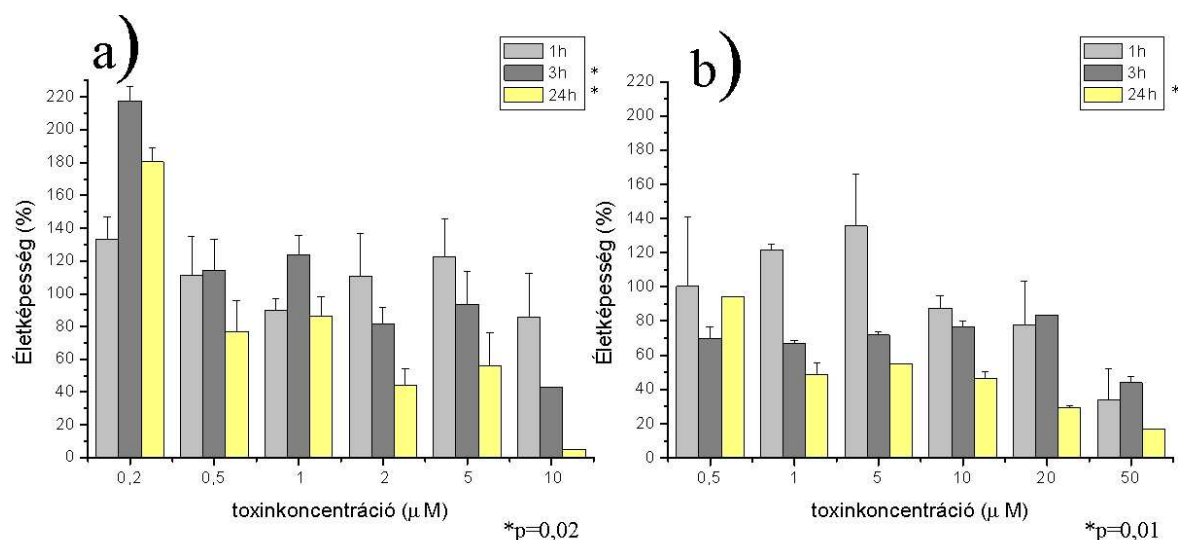 a)
1h
3h *
24h *
Életképesség (%)
220
200
180
160
140
120
100
80
60
40
20
0
0,2 0,5 1 2 5 10
toxinkoncentráció (μ M)
*p=0,02
b)
1h
3h
24h *
Életképesség (%)
220
200
180
160
140
120
100
80
60
40
20
0
0,5 1 5 10 20 50
toxinkoncentráció (μ M)
*p=0,01